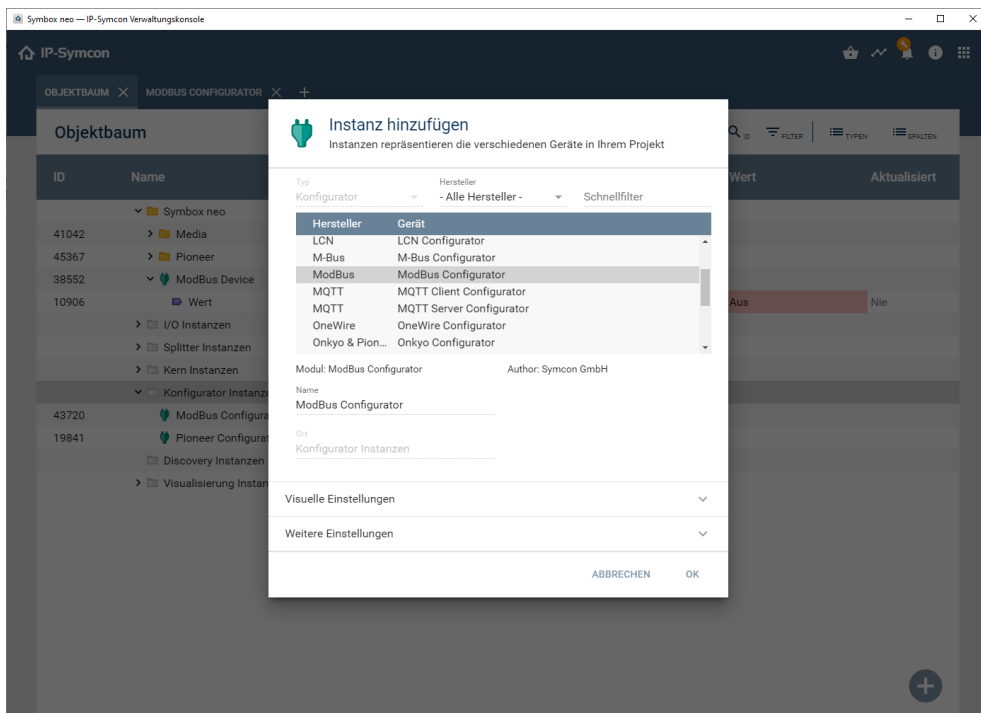 Symbox neo — IP-Symcon Verwaltungskonsole
IP-Symcon
OBJEKTBAUM MODBUS CONFIGURATOR
Objektbaum
ID FILTER TYPEN SPALTEN
ID Name Wert Aktualisiert
Symbox neo
41042 Media
45367 Pioneer
38552 ModBus Device
10906 Wert Aus Nie
I/O Instanzen
Splitter Instanzen
Kern Instanzen
Konfigurator Instanze
43720 ModBus Configura
19841 Pioneer Configurat
Discovery Instanzen
Visualisierung Instan
Instanz hinzufügen
Instanzen repräsentieren die verschiedenen Geräte in Ihrem Projekt
Typ Hersteller
Konfigurator - Alle Hersteller - Schnellfilter
Hersteller Gerät
LCN LCN Configurator
M-Bus M-Bus Configurator
ModBus ModBus Configurator
MQTT MQTT Client Configurator
MQTT MQTT Server Configurator
OneWire OneWire Configurator
Onkyo & Pion... Onkyo Configurator
Modul: ModBus Configurator Author: Symcon GmbH
Name
ModBus Configurator
Ort
Konfigurator Instanzen
Visuelle Einstellungen
Weitere Einstellungen
ABBRECHEN OK